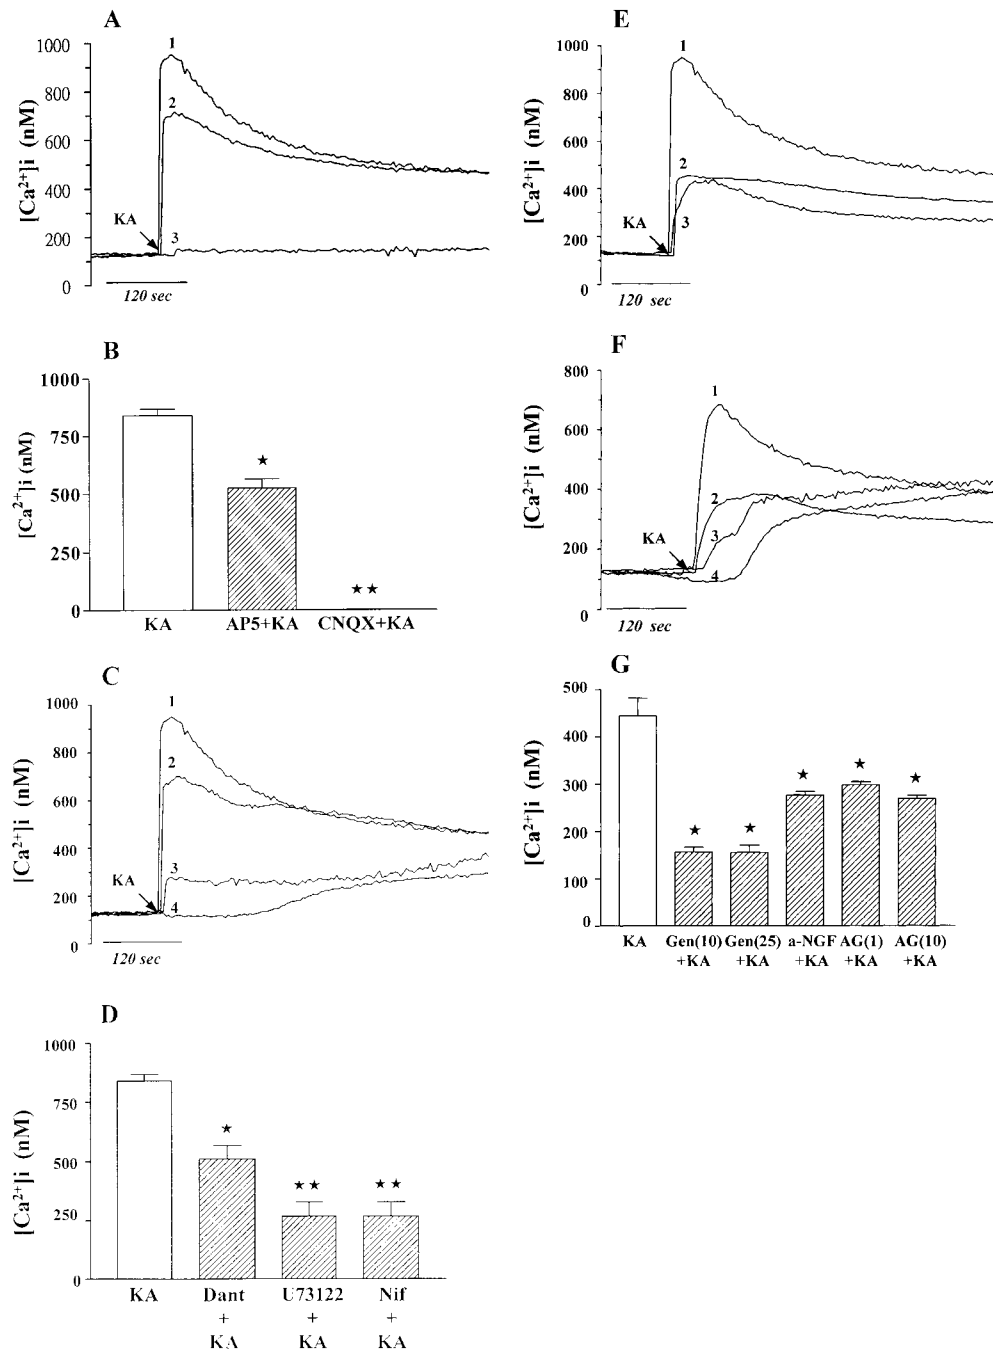 A
[Ca2+]i (nM)
1000
800
600
400
200
0
1
2
3
KA
120 sec
B
[Ca2+]i (nM)
1000
750
500
250
0
★
★★
KA
AP5+KA
CNQX+KA
C
[Ca2+]i (nM)
1000
800
600
400
200
0
1
2
3
4
KA
120 sec
D
[Ca2+]i (nM)
1000
750
500
250
0
★
★★
★★
KA
Dant + KA
U73122 + KA
Nif + KA
E
[Ca2+]i (nM)
1000
800
600
400
200
0
1
2
3
KA
120 sec
F
[Ca2+]i (nM)
800
600
400
200
0
1
2
3
4
KA
120 sec
G
[Ca2+]i (nM)
500
400
300
200
100
0
★
★
★
★
★
KA
Gen(10) +KA
Gen(25) +KA
a-NGF +KA
AG(1) +KA
AG(10) +KA